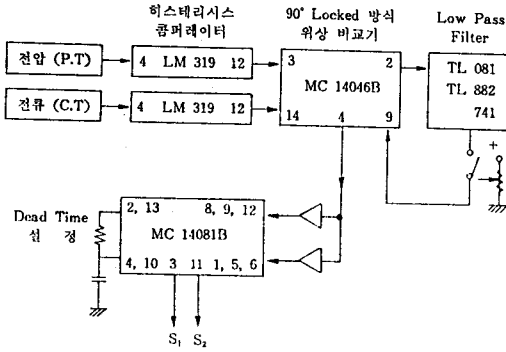 히스테리시스
콤퍼레이터
90° Locked 방식
위상 비교기
Low Pass
Filter
전압 (P.T)
4 LM 319 12
3 2
MC 14046B
14 4 9
TL 081
TL 882
741
전류 (C.T)
4 LM 319 12
+
Dead Time
설 정
2, 13 8, 9, 12
MC 14081B
4, 10 3 11 1, 5, 6
S₁ S₂